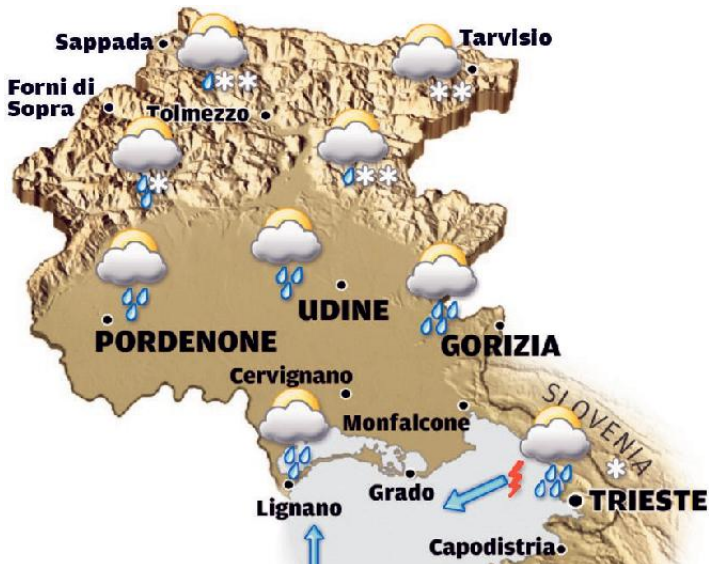 Sappada
Tarvisio
Forni di
Sopra
Tolmezzo
UDINE
PORDENONE
GORIZIA
Cervignano
SLOVENIA
Monfalcone
Grado
TRIESTE
Lignano
Capodistria